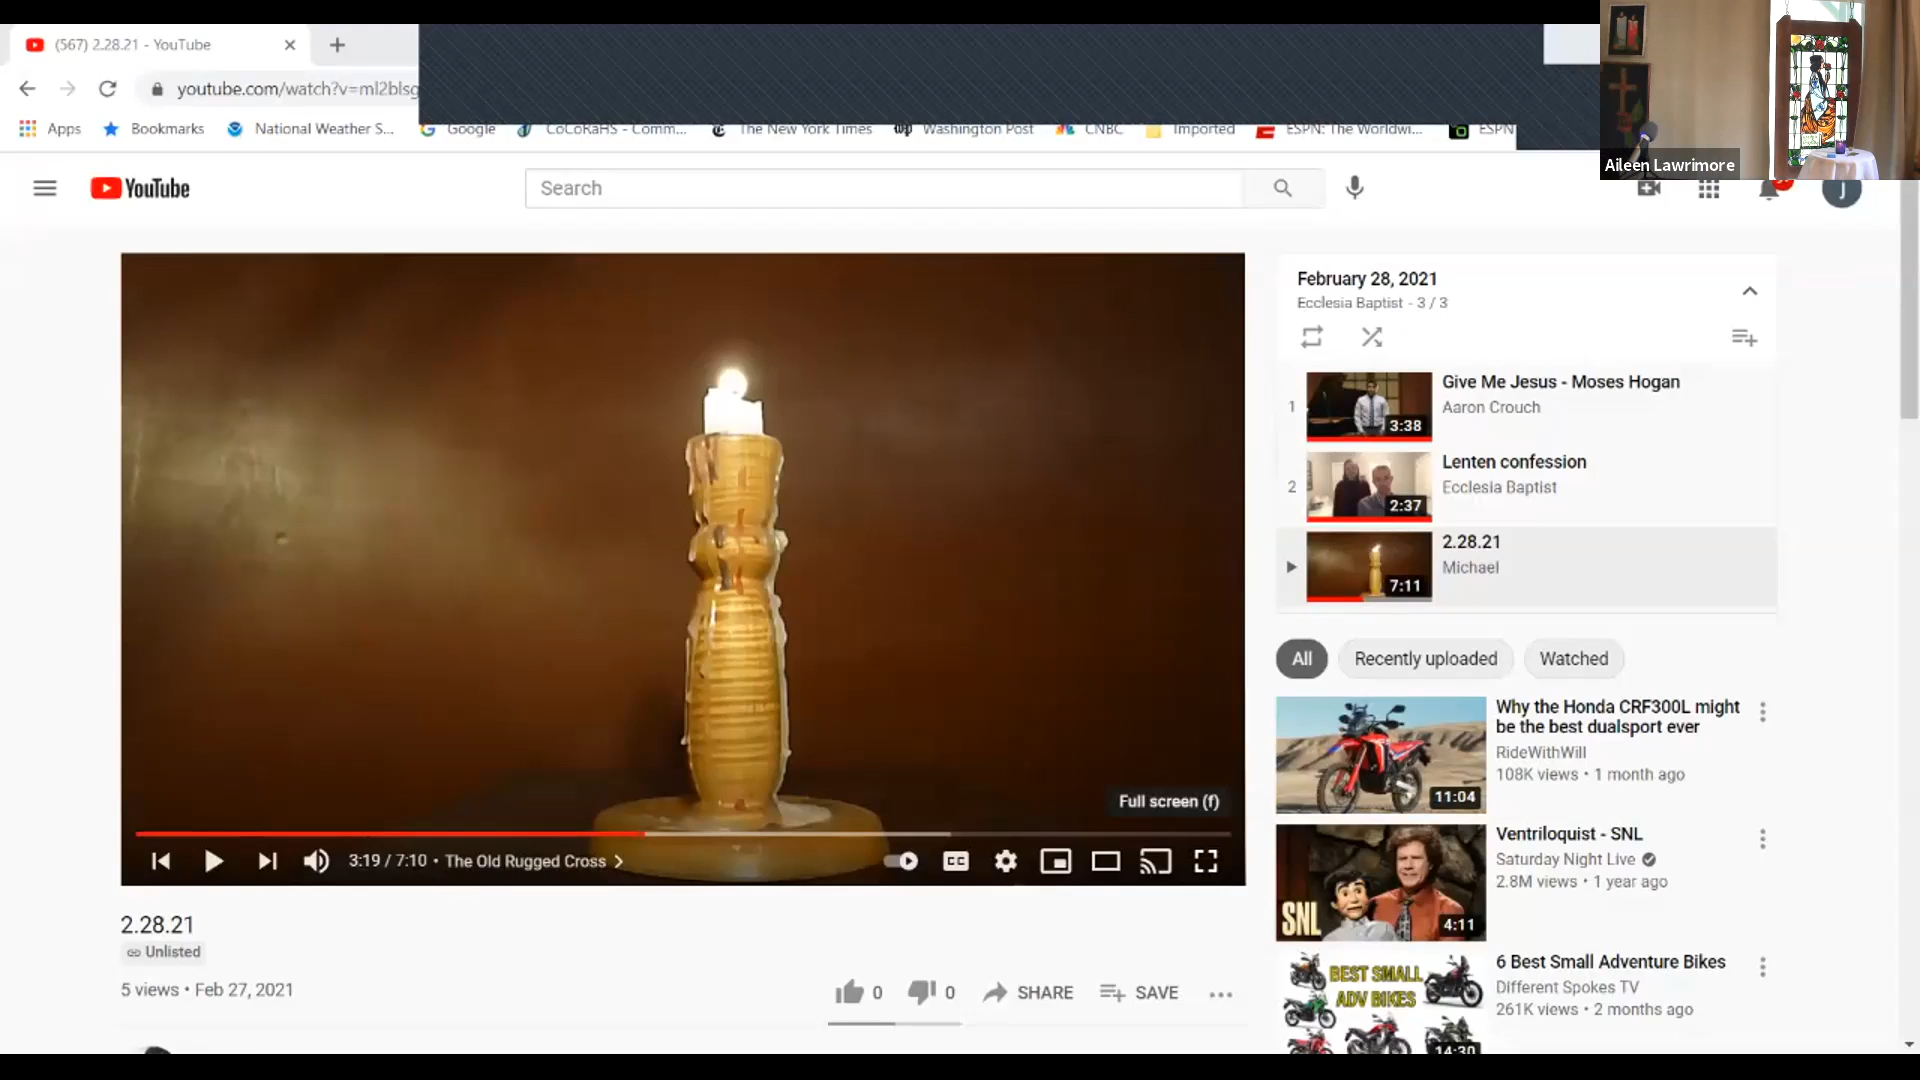 (567) 2.28.21 - YouTube
youtube.com/watch?v=ml2blsg
Apps
Bookmarks
National Weather S...
Google
CoCoRaHS - Comm...
The New York Times
Washington Post
CNBC
Imported
ESPN: The Worldwi...
ESPN
Aileen Lawrimore
YouTube
Search
J
February 28, 2021
Ecclesia Baptist - 3 / 3
1
Give Me Jesus - Moses Hogan
Aaron Crouch
3:38
2
Lenten confession
Ecclesia Baptist
2:37
2.28.21
Michael
7:11
Full screen (f)
3:19 / 7:10 • The Old Rugged Cross
CC
2.28.21
Unlisted
5 views • Feb 27, 2021
0
0
SHARE
SAVE
All
Recently uploaded
Watched
Why the Honda CRF300L might
be the best dualsport ever
RideWithWill
108K views • 1 month ago
11:04
Ventriloquist - SNL
Saturday Night Live
2.8M views • 1 year ago
SNL
4:11
6 Best Small Adventure Bikes
Different Spokes TV
261K views • 2 months ago
BEST SMALL
ADV BIKES
14:30